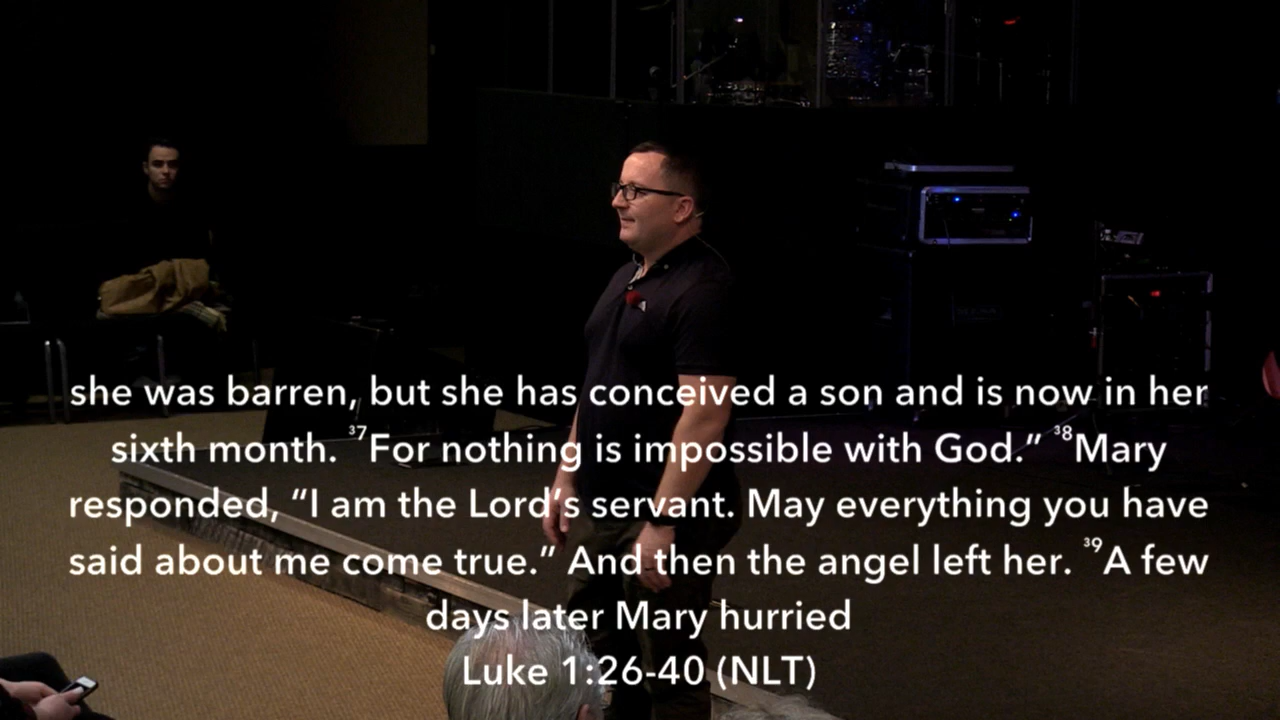 she was barren, but she has conceived a son and is now in her
sixth month. ³⁷For nothing is impossible with God.” ³⁸Mary
responded, “I am the Lord’s servant. May everything you have
said about me come true.” And then the angel left her. ³⁹A few
days later Mary hurried
Luke 1:26-40 (NLT)